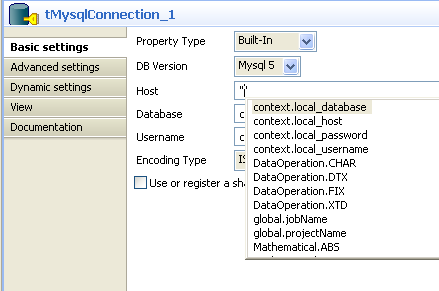 tMysqlConnection_1
Basic settings
Advanced settings
Dynamic settings
View
Documentation
Property Type Built-In
DB Version Mysql 5
Host "
Database c
Username c
Encoding Type IS
Use or register a sha
context.local_database
context.local_host
context.local_password
context.local_username
DataOperation.CHAR
DataOperation.DTX
DataOperation.FIX
DataOperation.XTD
global.jobName
global.projectName
Mathematical.ABS